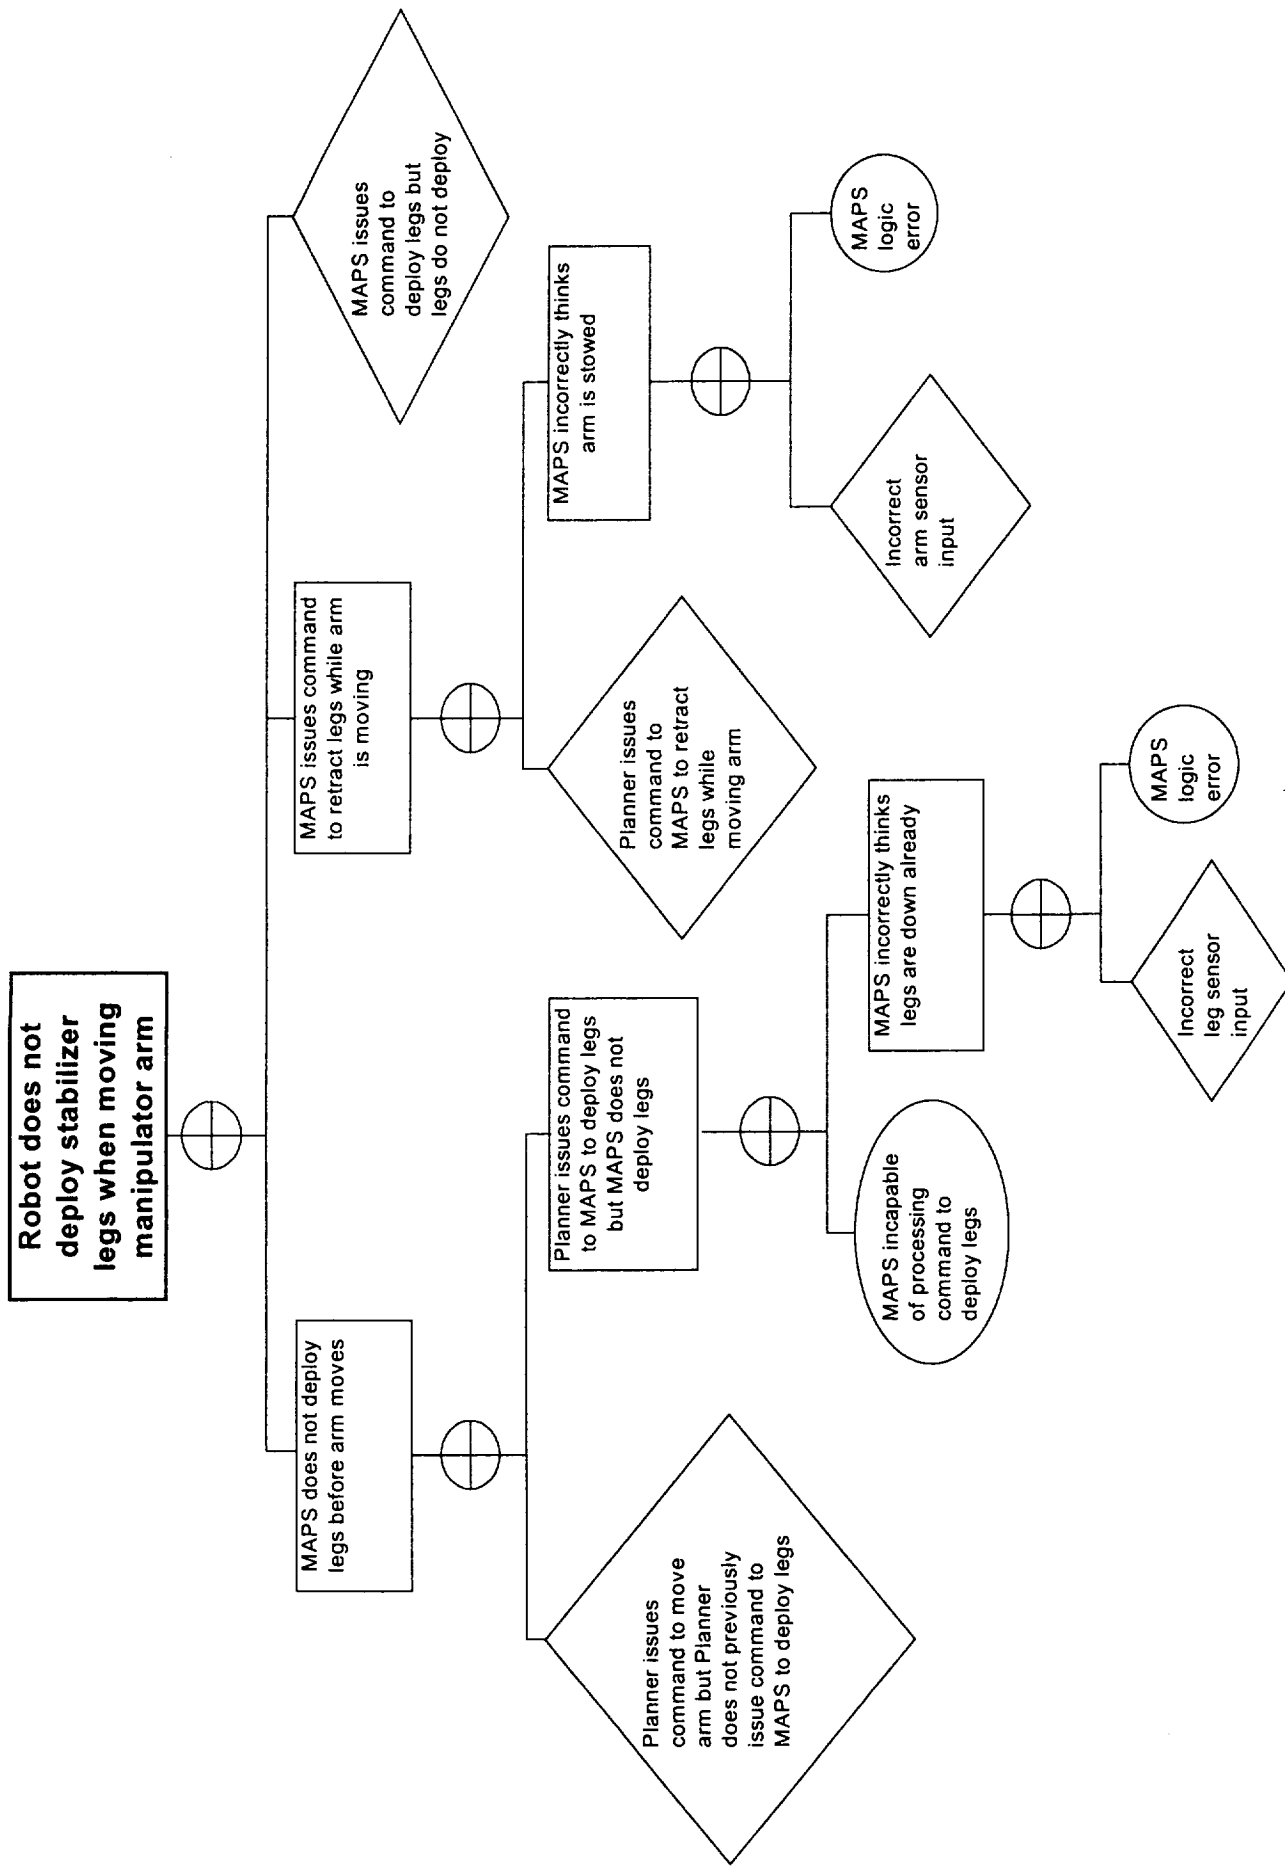 Robot does not
deploy stabilizer
legs when moving
manipulator arm
MAPS does not deploy
legs before arm moves
MAPS issues command
to retract legs while arm
is moving
MAPS issues
command to
deploy legs but
legs do not deploy
Planner issues
command to move
arm but Planner
does not previously
issue command to
MAPS to deploy legs
Planner issues command
to MAPS to deploy legs
but MAPS does not
deploy legs
Planner issues
command to
MAPS to retract
legs while
moving arm
MAPS incorrectly thinks
arm is stowed
MAPS incapable
of processing
command to
deploy legs
MAPS incorrectly thinks
legs are down already
Incorrect
arm sensor
input
MAPS
logic
error
Incorrect
leg sensor
input
MAPS
logic
error